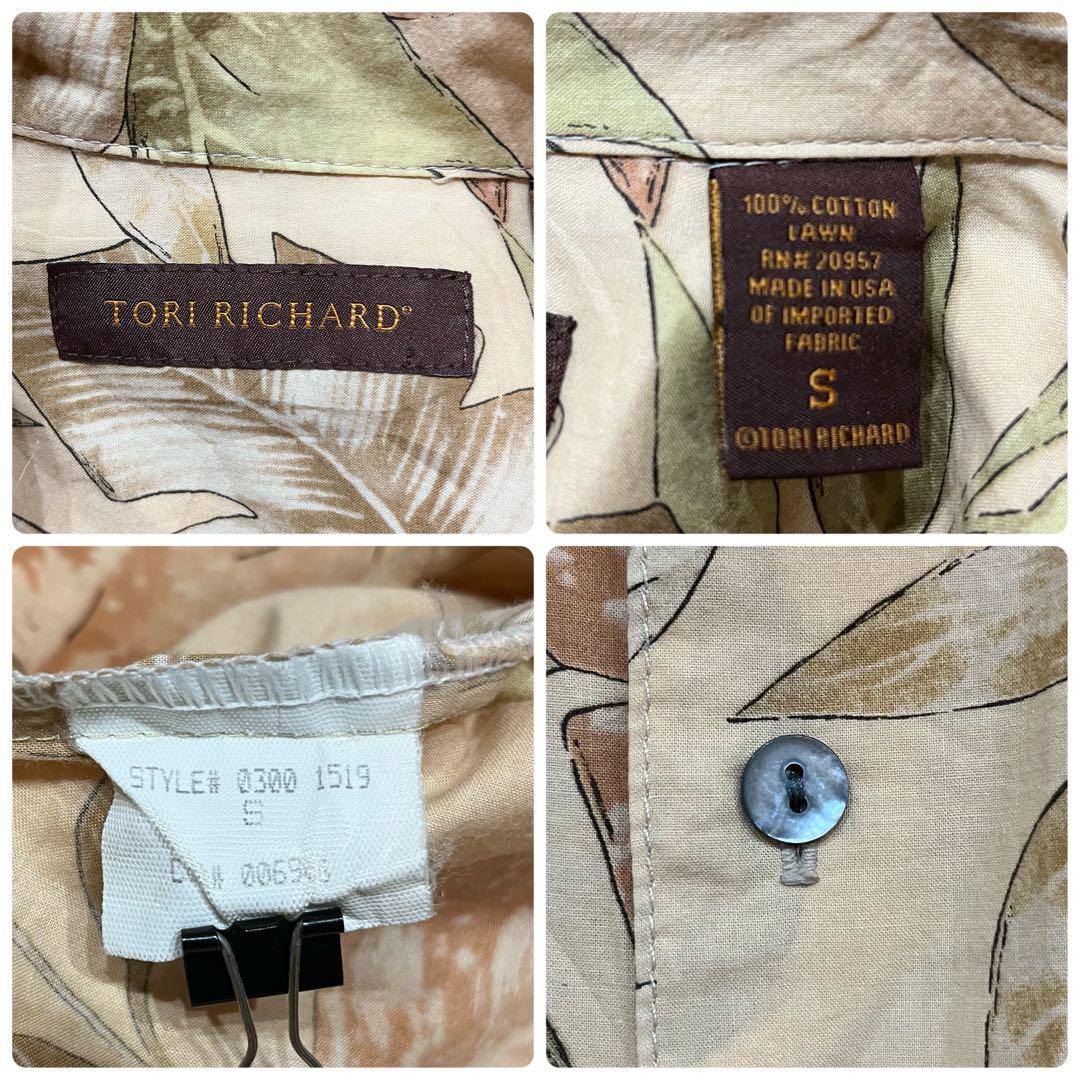 TORI RICHARD®
100% COTTON
LAWN
RN# 20957
MADE IN USA
OF IMPORTED
FABRIC
S
©TORI RICHARD
STYLE# 0300 1519
S